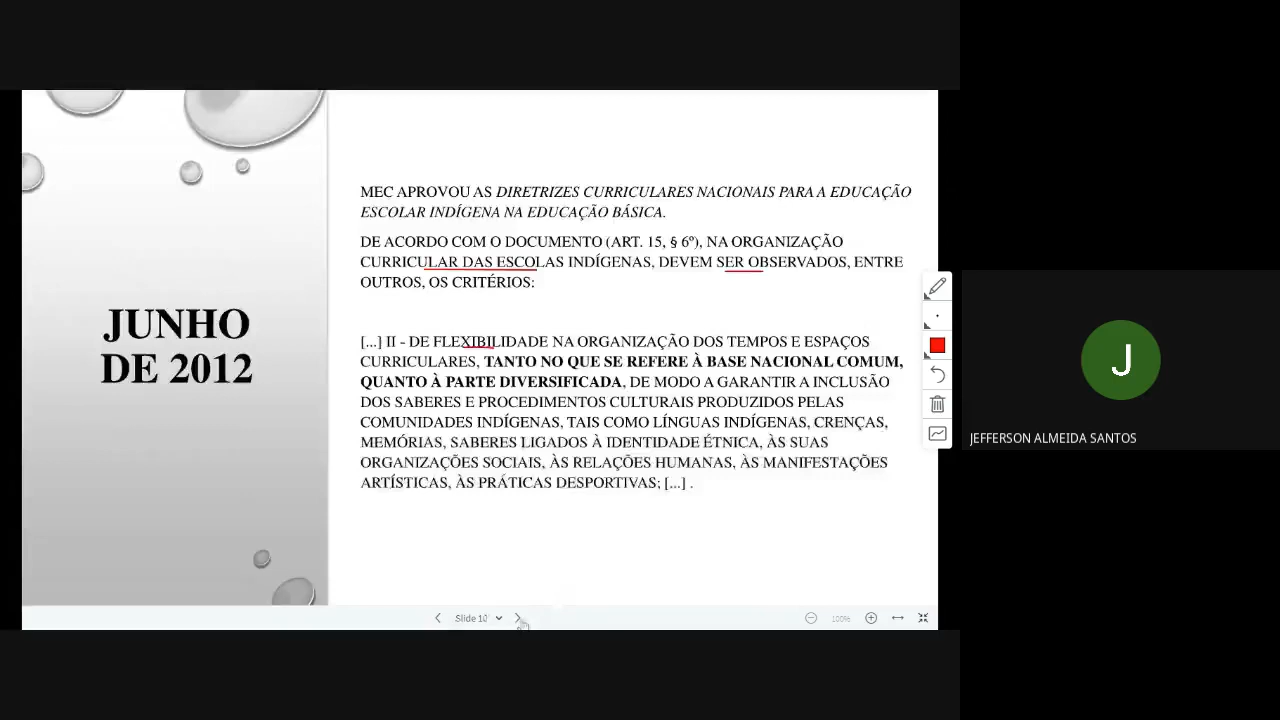 JUNHO
DE 2012
MEC APROVOU AS DIRETRIZES CURRICULARES NACIONAIS PARA A EDUCAÇÃO
ESCOLAR INDÍGENA NA EDUCAÇÃO BÁSICA.
DE ACORDO COM O DOCUMENTO (ART. 15, § 6º), NA ORGANIZAÇÃO
CURRICULAR DAS ESCOLAS INDÍGENAS, DEVEM SER OBSERVADOS, ENTRE
OUTROS, OS CRITÉRIOS:
[...] II - DE FLEXIBILIDADE NA ORGANIZAÇÃO DOS TEMPOS E ESPAÇOS
CURRICULARES, TANTO NO QUE SE REFERE À BASE NACIONAL COMUM,
QUANTO À PARTE DIVERSIFICADA, DE MODO A GARANTIR A INCLUSÃO
DOS SABERES E PROCEDIMENTOS CULTURAIS PRODUZIDOS PELAS
COMUNIDADES INDÍGENAS, TAIS COMO LÍNGUAS INDÍGENAS, CRENÇAS,
MEMÓRIAS, SABERES LIGADOS À IDENTIDADE ÉTNICA, ÀS SUAS
ORGANIZAÇÕES SOCIAIS, ÀS RELAÇÕES HUMANAS, ÀS MANIFESTAÇÕES
ARTÍSTICAS, ÀS PRÁTICAS DESPORTIVAS; [...] .
J
JEFFERSON ALMEIDA SANTOS
Slide 10
100%